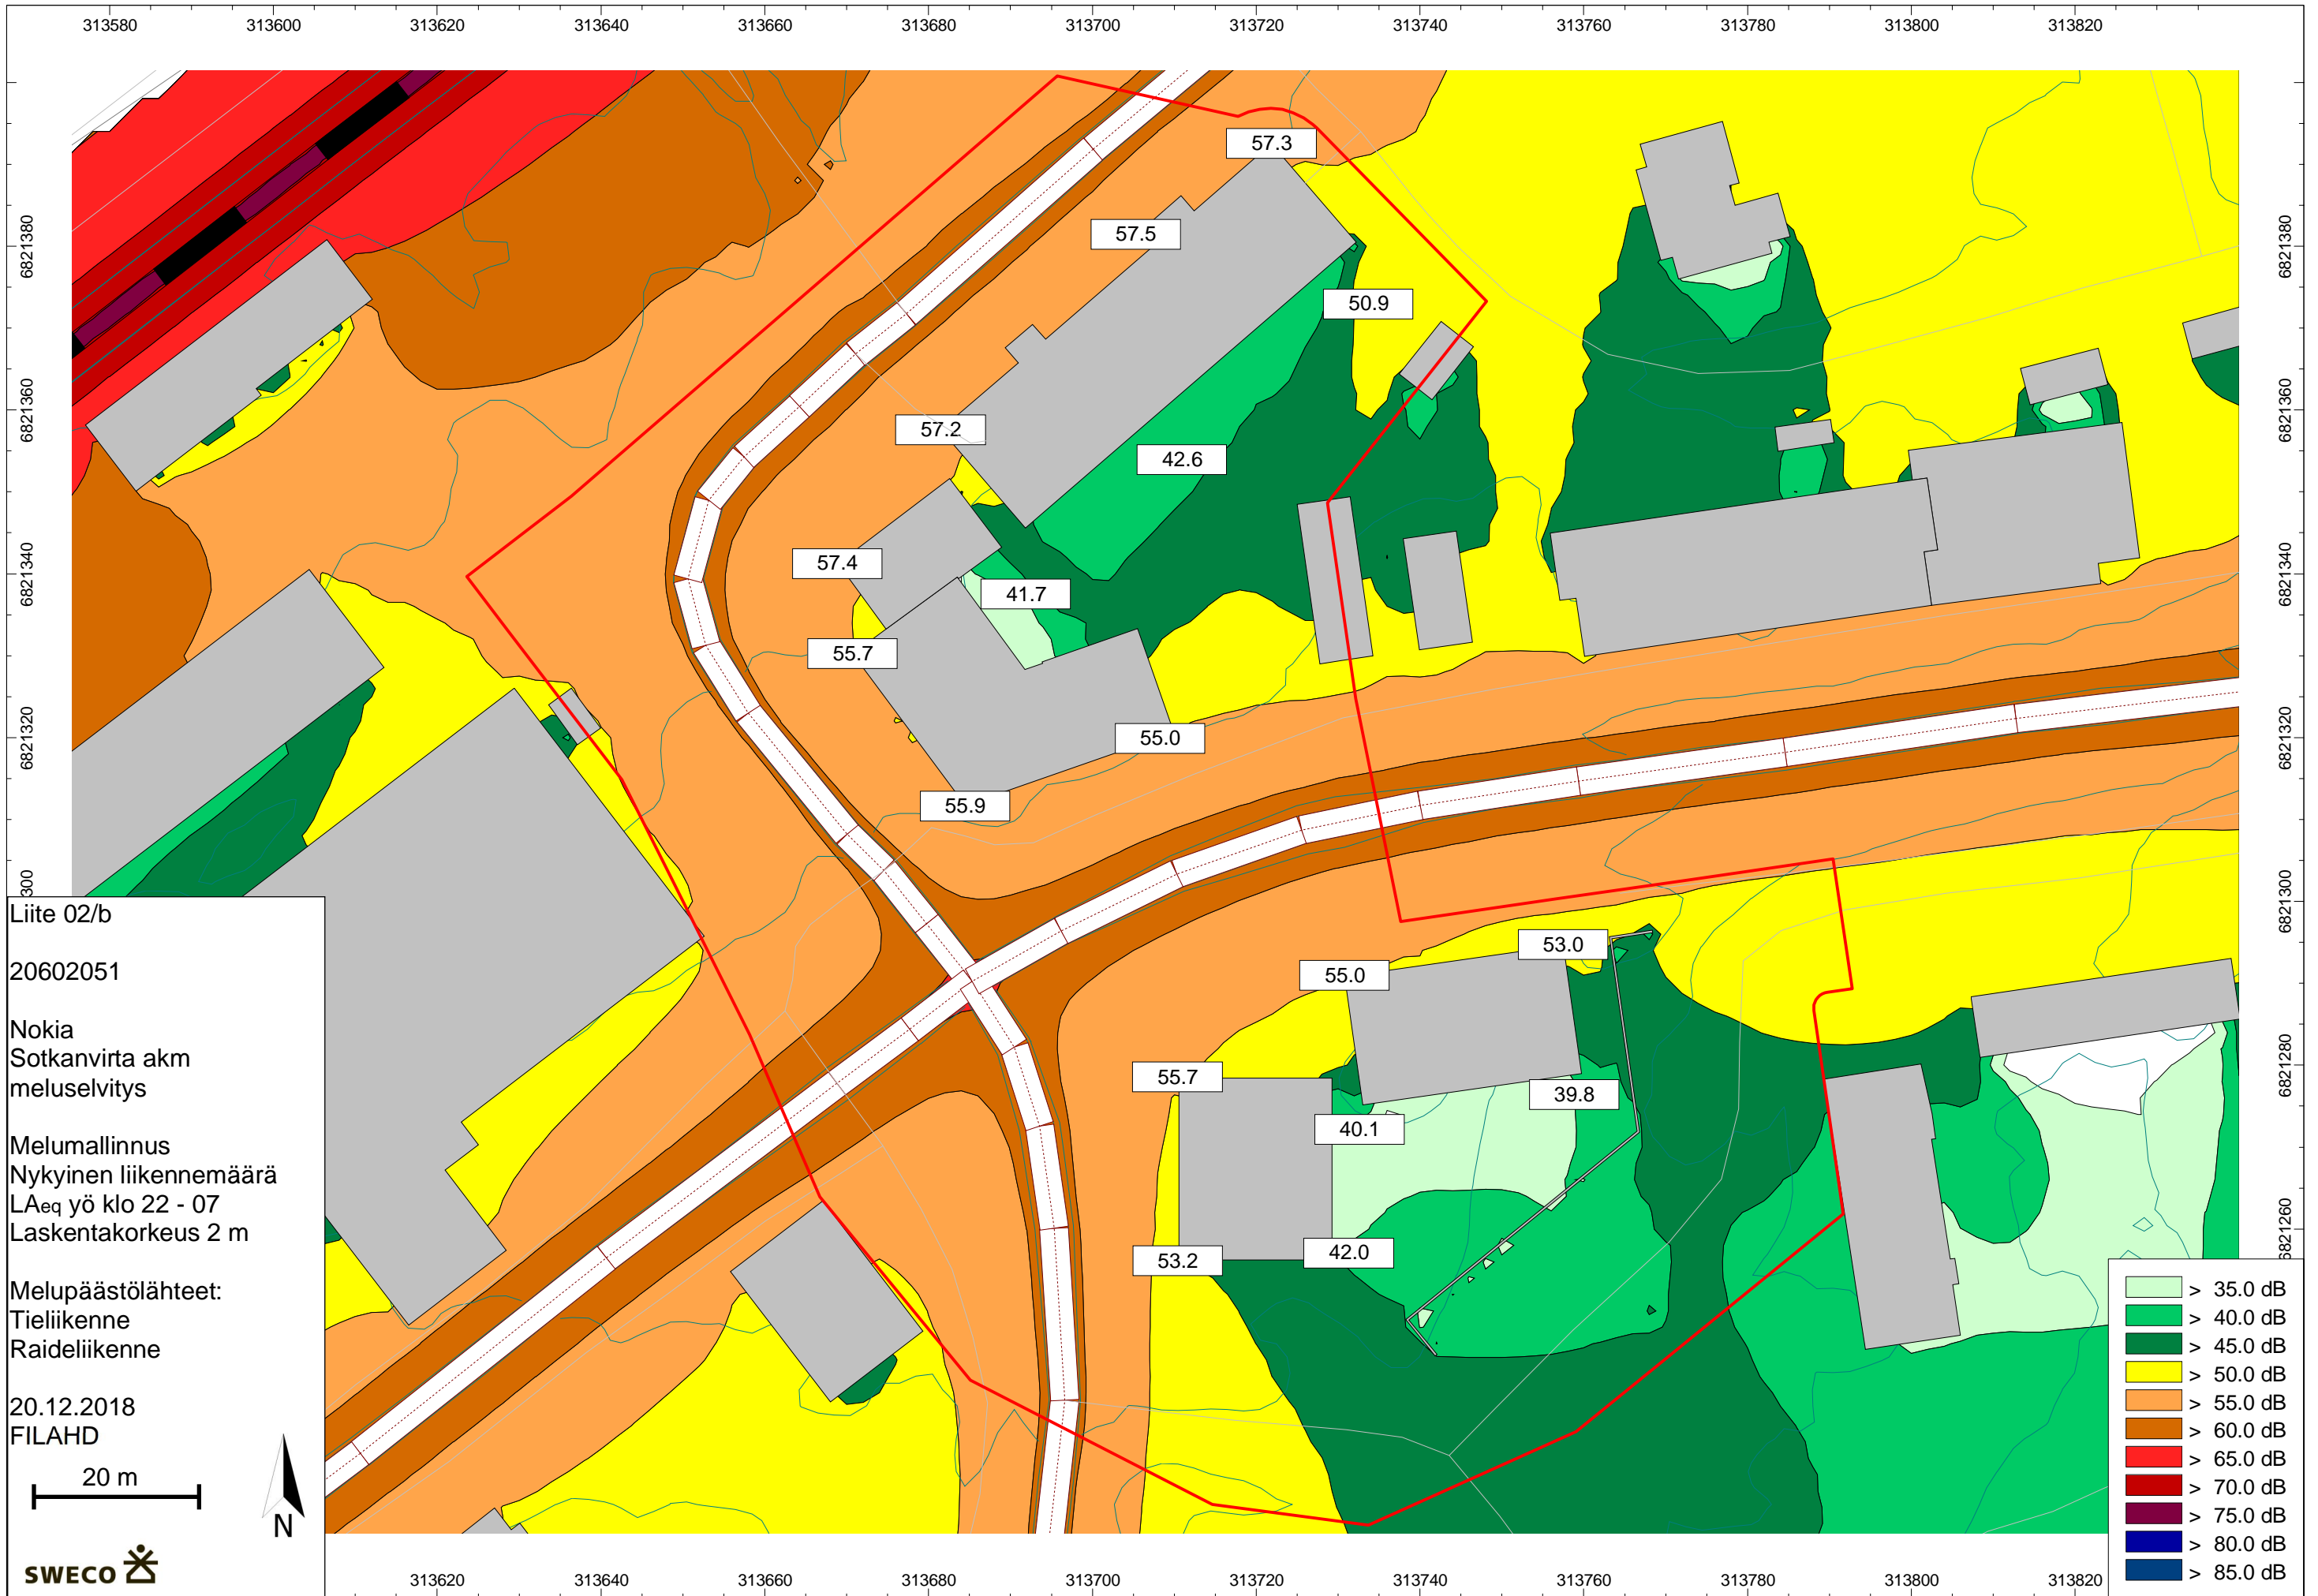 313580 313600 313620 313640 313660 313680 313700 313720 313740 313760 313780 313800 313820
6821380 6821380
6821360 6821360
6821340 6821340
6821320 6821320
6821300 6821300
6821280
6821260
57.3
57.5
50.9
57.2
42.6
57.4
41.7
55.7
55.0
55.9
53.0
55.0
55.7
39.8
40.1
53.2
42.0
Liite 02/b
20602051
Nokia
Sotkanvirta akm
meluselvitys
Melumallinnus
Nykyinen liikennemäärä
LAeq yö klo 22 - 07
Laskentakorkeus 2 m
Melupäästölähteet:
Tieliikenne
Raideliikenne
20.12.2018
FILAHD
20 m
N
SWECO
> 35.0 dB
> 40.0 dB
> 45.0 dB
> 50.0 dB
> 55.0 dB
> 60.0 dB
> 65.0 dB
> 70.0 dB
> 75.0 dB
> 80.0 dB
> 85.0 dB
313620 313640 313660 313680 313700 313720 313740 313760 313780 313800 313820